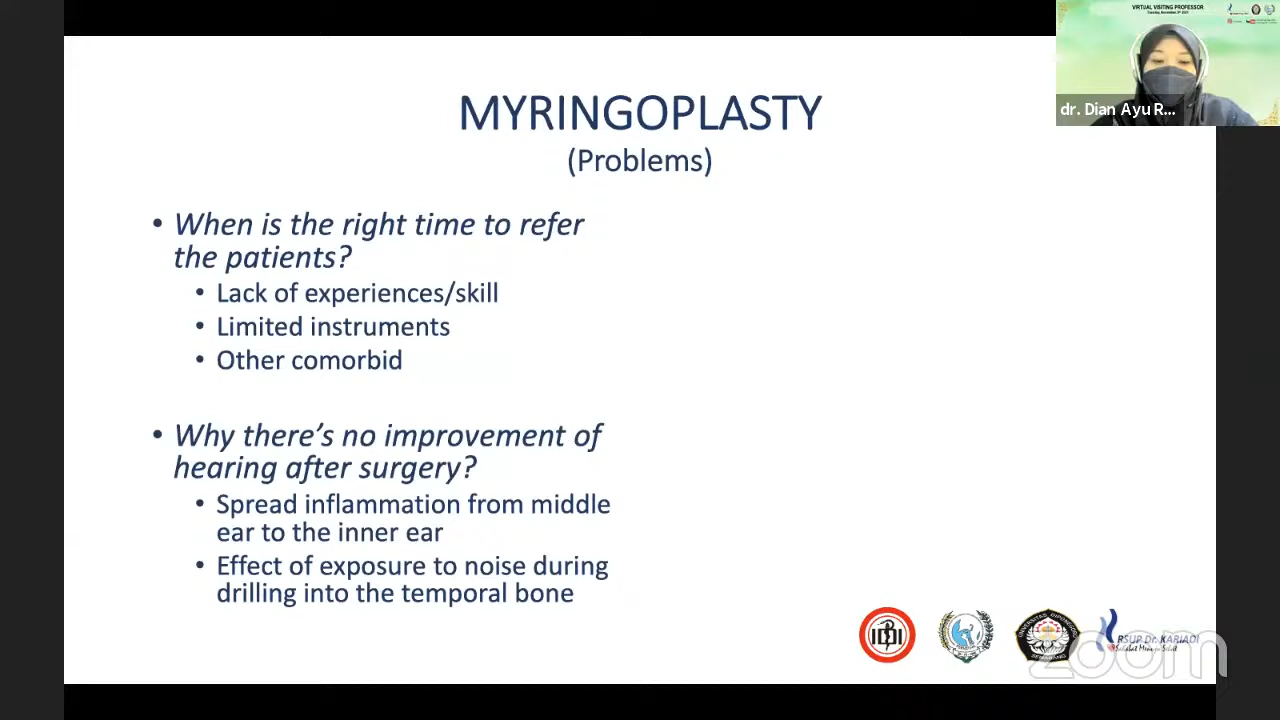 VIRTUAL VISITING PROFESSOR
dr. Dian Ayu R...
MYRINGOPLASTY
(Problems)
• When is the right time to refer
the patients?
• Lack of experiences/skill
• Limited instruments
• Other comorbid
• Why there's no improvement of
hearing after surgery?
• Spread inflammation from middle
ear to the inner ear
• Effect of exposure to noise during
drilling into the temporal bone
IDI
SEMARANG
RSUP Dr. KARIADI
zoom